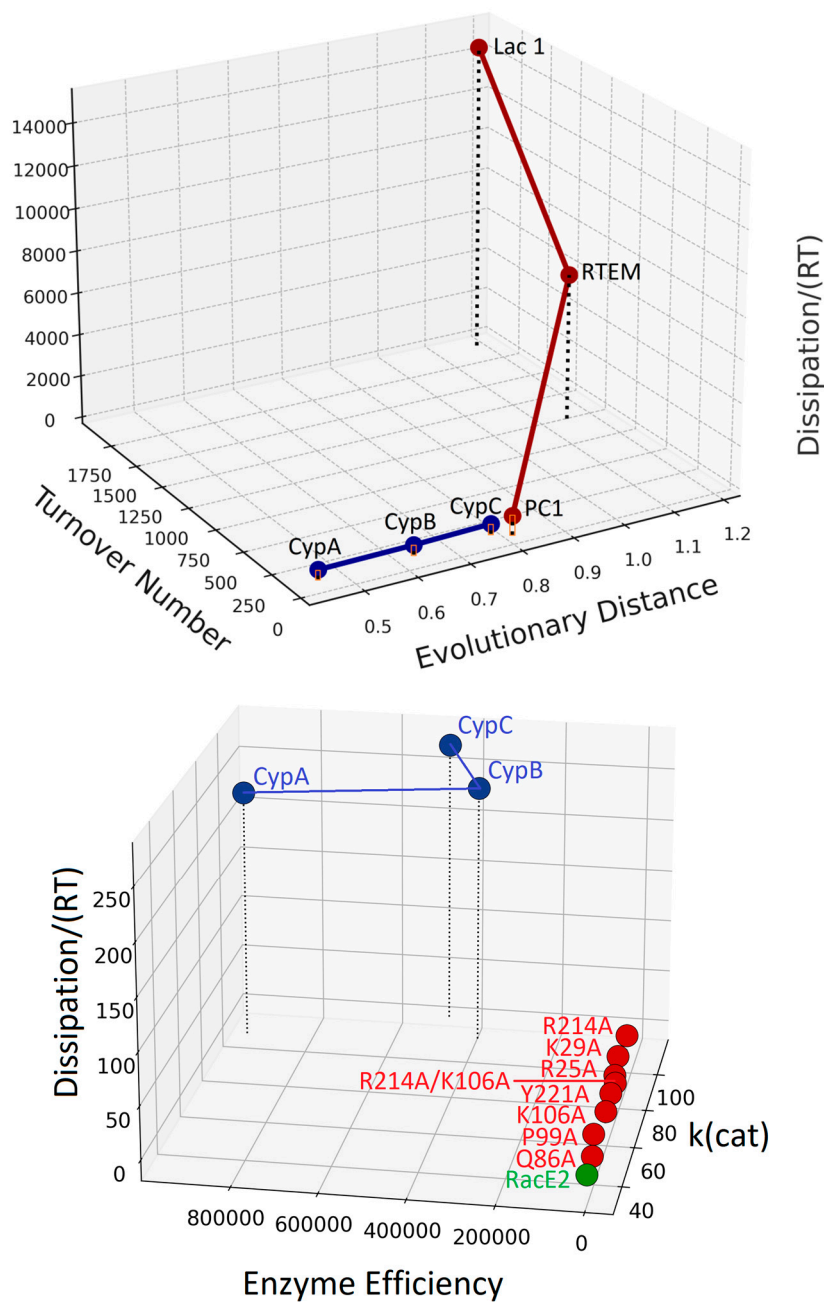 Lac 1
14000
12000
10000
8000
6000
4000
2000
0
RTEM
Dissipation/(RT)
CypC
PC1
CypB
CypA
1750
1500
1250
1000
750
500
250
0
Turnover Number
0.5
0.6
0.7
0.8
0.9
1.0
1.1
1.2
Evolutionary Distance
CypC
CypB
CypA
250
200
150
100
50
0
Dissipation/(RT)
R214A
K29A
R25A
R214A/K106A
Y221A
K106A
P99A
Q86A
RacE2
100
80
60
40
k(cat)
800000
600000
400000
200000
0
Enzyme Efficiency